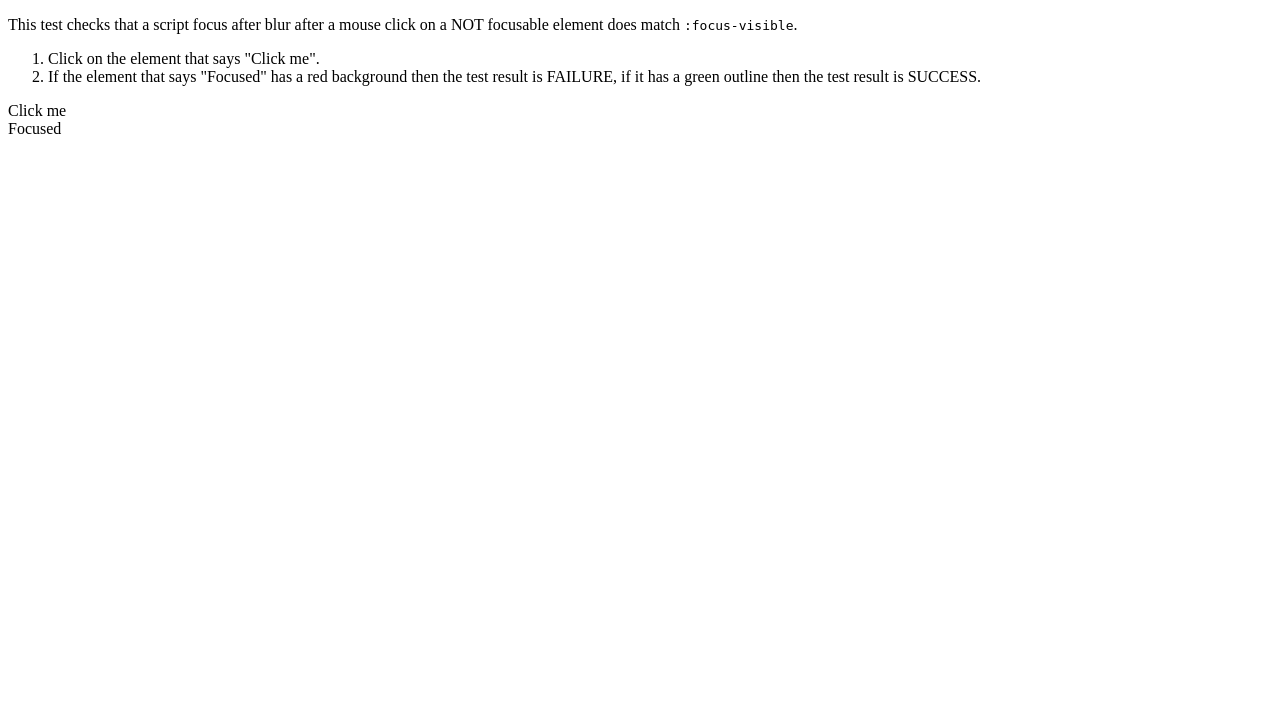 This test checks that a script focus after blur after a mouse click on a NOT focusable element does match :focus-visible.
1. Click on the element that says "Click me".
2. If the element that says "Focused" has a red background then the test result is FAILURE, if it has a green outline then the test result is SUCCESS.
Click me
Focused